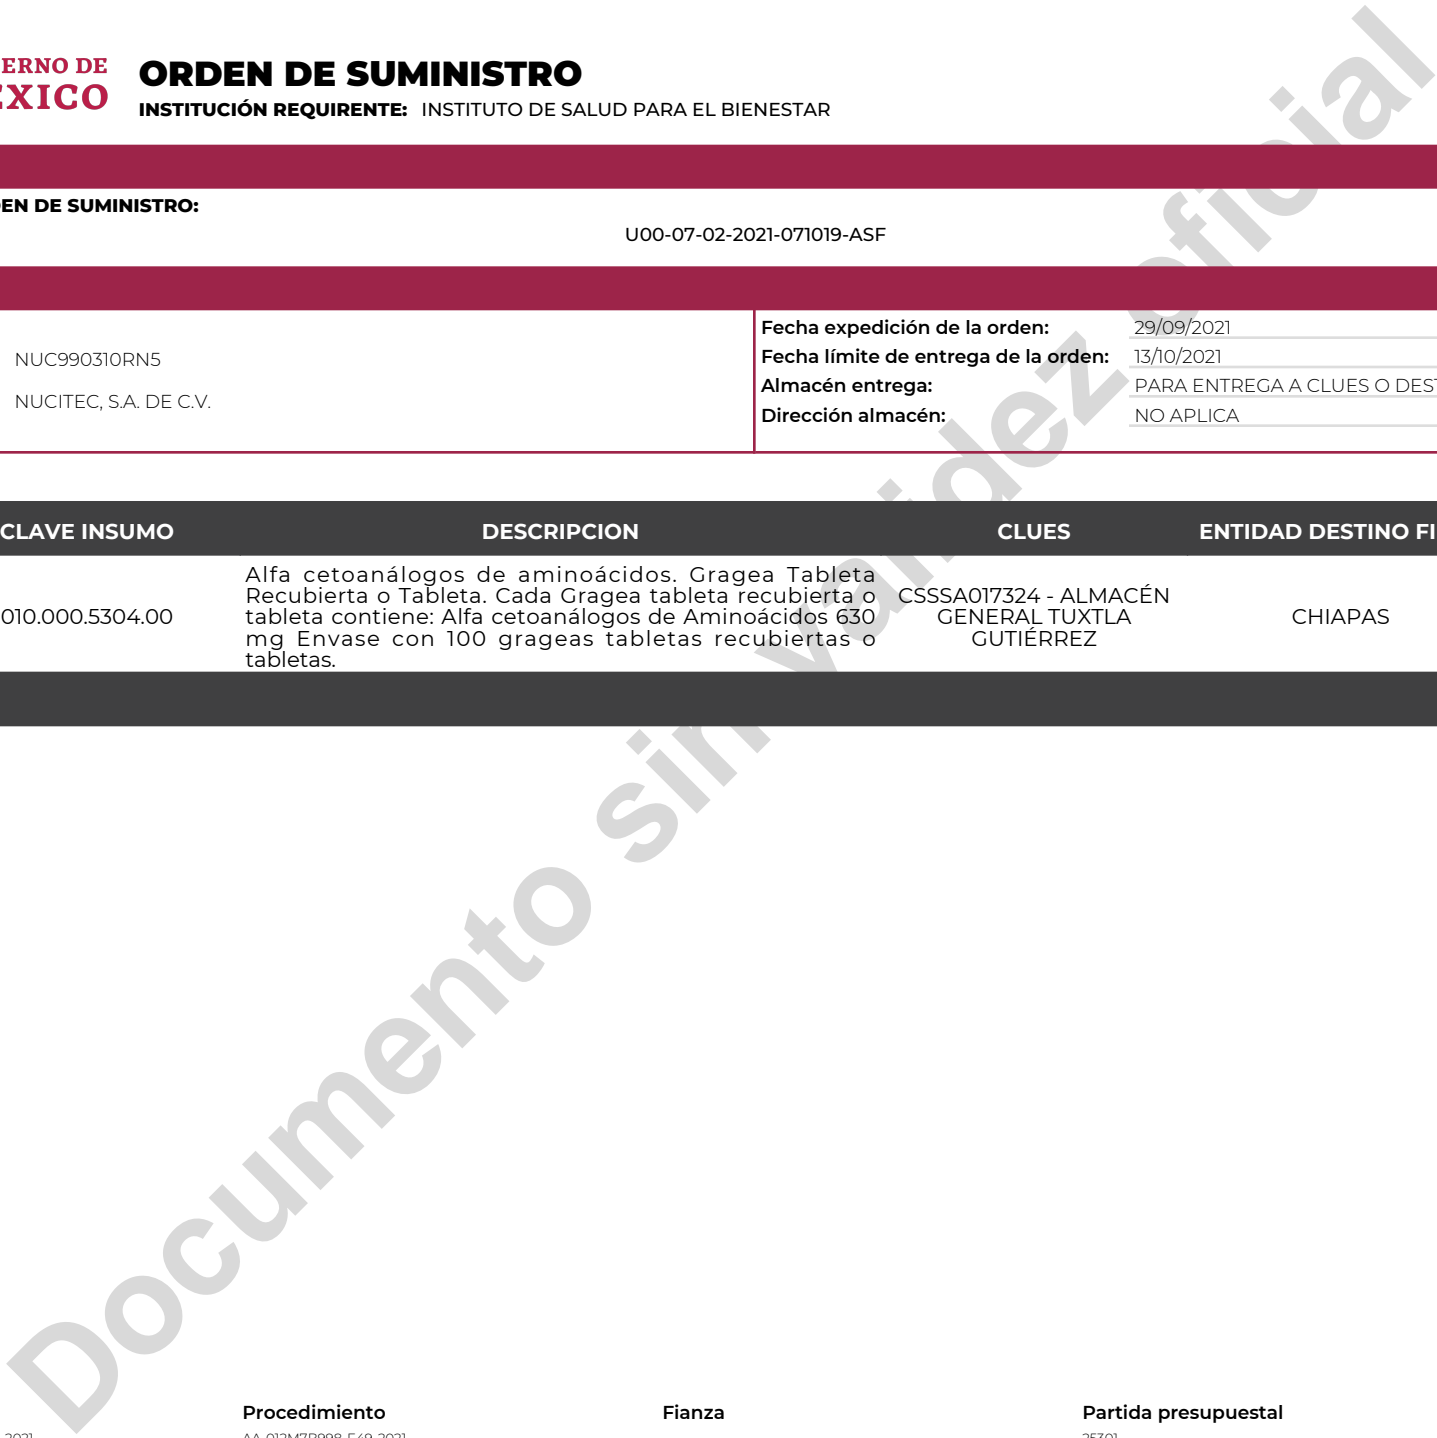 ERNO DE
ORDEN DE SUMINISTRO
INSTITUCIÓN REQUIRENTE: INSTITUTO DE SALUD PARA EL BIENESTAR
EN DE SUMINISTRO:
U00-07-02-2021-071019-ASF
NUC990310RN5
NUCITEC, S.A. DE C.V.
Fecha expedición de la orden: 29/09/2021
Fecha límite de entrega de la orden: 13/10/2021
Almacén entrega: PARA ENTREGA A CLUES O DEST
Dirección almacén: NO APLICA
CLAVE INSUMO DESCRIPCION CLUES ENTIDAD DESTINO FI
010.000.5304.00
Alfa cetoanálogos de aminoácidos. Gragea Tableta
Recubierta o Tableta. Cada Gragea tableta recubierta o
tableta contiene: Alfa cetoanálogos de Aminoácidos 630
mg Envase con 100 grageas tabletas recubiertas o
tabletas.
CSSSA017324 - ALMACÉN
GENERAL TUXTLA
GUTIÉRREZ
CHIAPAS
Documento sin validez oficial
Procedimiento Fianza Partida presupuestal